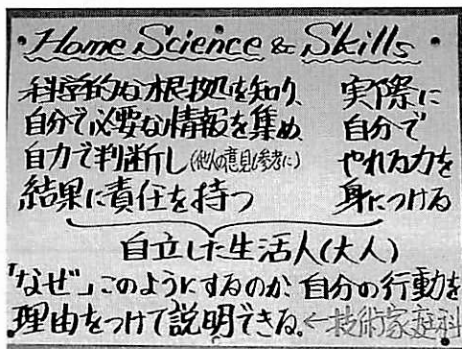 ・Home Science & Skills・
科学的な根拠を知り、
自分で必要な情報を集め、
自力で判断し(他人の意見も参考に)
結果に責任を持つ
実際に
自分で
やれる力を
身につける
自立した生活人(大人)
「なぜ」このようにするのか、自分の行動を
理由をつけて説明できる。←技術家庭科